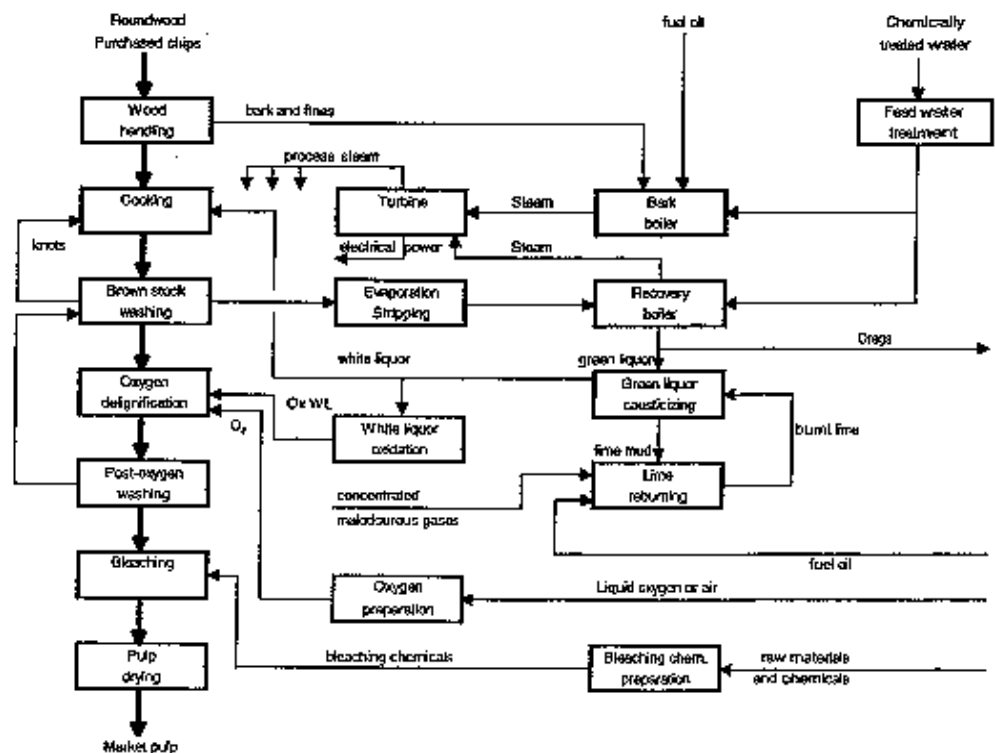 Roundwood
Purchased chips
fuel oil
Chemically
treated water
Wood
handling
bark and fines
Feed water
treatment
process steam
Cooking
Turbine
Steam
Bark
boiler
knots
electrical power
Steam
Brown stock
washing
Evaporation
Stripping
Recovery
boiler
Dregs
white liquor
green liquor
Oxygen
delignification
Ox WL
O₂
White liquor
oxidation
Green liquor
causticizing
burnt lime
lime mud
Post-oxygen
washing
concentrated
malodourous gases
Lime
reburning
fuel oil
Bleaching
Oxygen
preparation
Liquid oxygen or air
Pulp
drying
bleaching chemicals
Bleaching chem.
preparation
raw materials
and chemicals
Market pulp